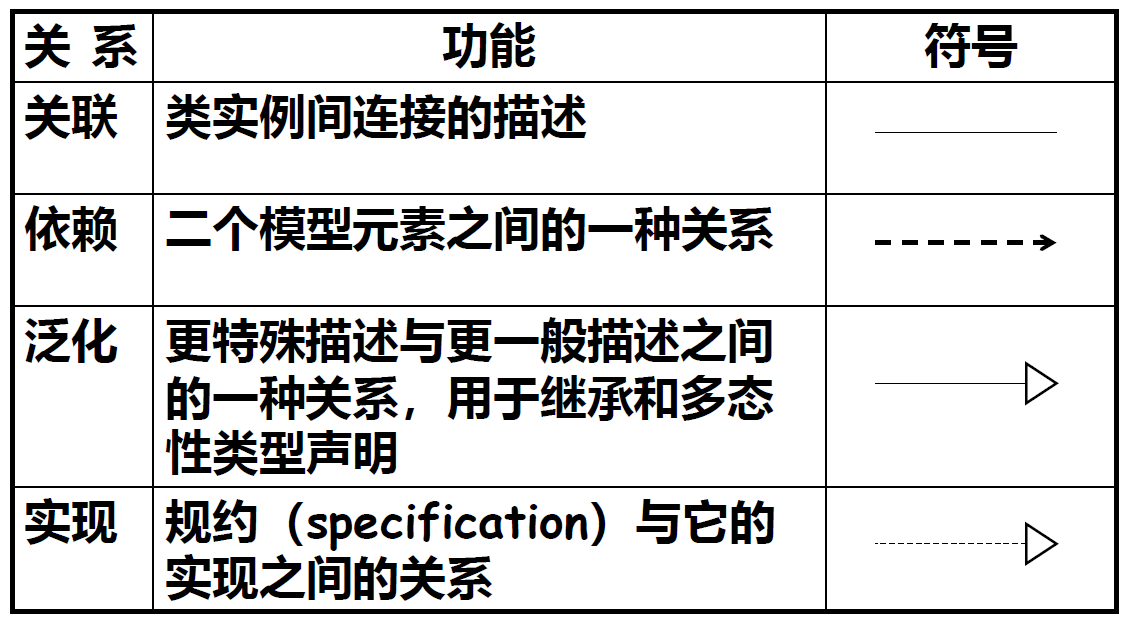 关 系 功能 符号
关联 类实例间连接的描述
依赖 二个模型元素之间的一种关系
泛化 更特殊描述与更一般描述之间
的一种关系，用于继承和多态
性类型声明
实现 规约（specification）与它的
实现之间的关系